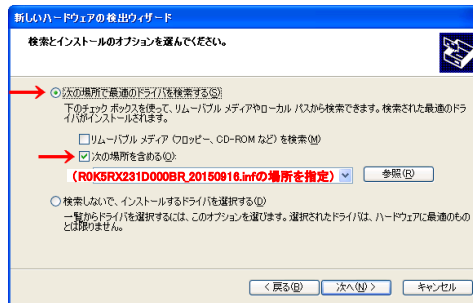 新しいハードウェアの検出ウィザード
検索とインストールのオプションを選んでください。
次の場所で最適のドライバを検索する(S)
下のチェック ボックスを使って、リムーバブル メディアやローカル パスから検索できます。検索された最適のドラ
イバがインストールされます。
リムーバブル メディア (フロッピー、CD-ROM など) を検索(M)
次の場所を含める(O):
(R0K5RX231D000BR_20150916.infの場所を指定)
参照(R)
検索しないで、インストールするドライバを選択する(D)
一覧からドライバを選択するには、このオプションを選びます。選択されたドライバは、ハードウェアに最適のもの
とは限りません。
< 戻る(B)
次へ(N) >
キャンセル